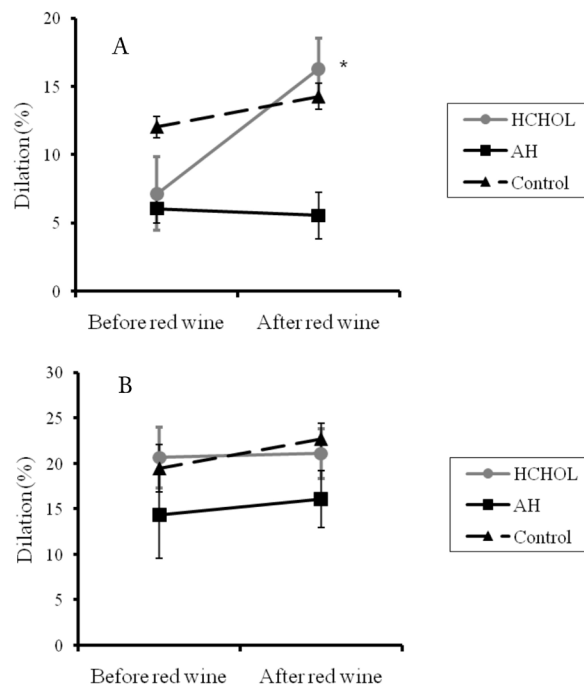 20
A
*
15
Dilation (%)
10
5
0
Before red wine After red wine
HCHOL
AH
Control
30
B
25
20
Dilation (%)
15
10
5
0
Before red wine After red wine
HCHOL
AH
Control